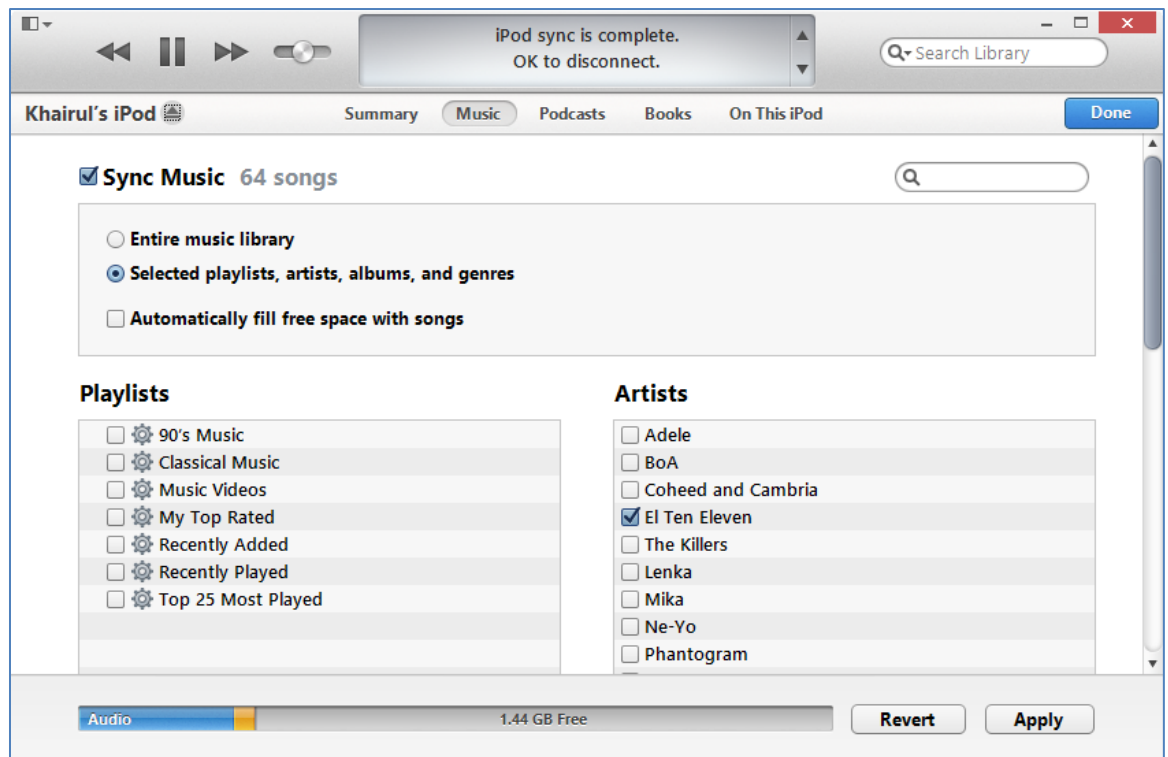 iPod sync is complete.
OK to disconnect.
Search Library
Khairul's iPod Summary Music Podcasts Books On This iPod Done
Sync Music 64 songs
Entire music library
Selected playlists, artists, albums, and genres
Automatically fill free space with songs
Playlists
90's Music
Classical Music
Music Videos
My Top Rated
Recently Added
Recently Played
Top 25 Most Played
Artists
Adele
BoA
Coheed and Cambria
El Ten Eleven
The Killers
Lenka
Mika
Ne-Yo
Phantogram
Audio 1.44 GB Free Revert Apply